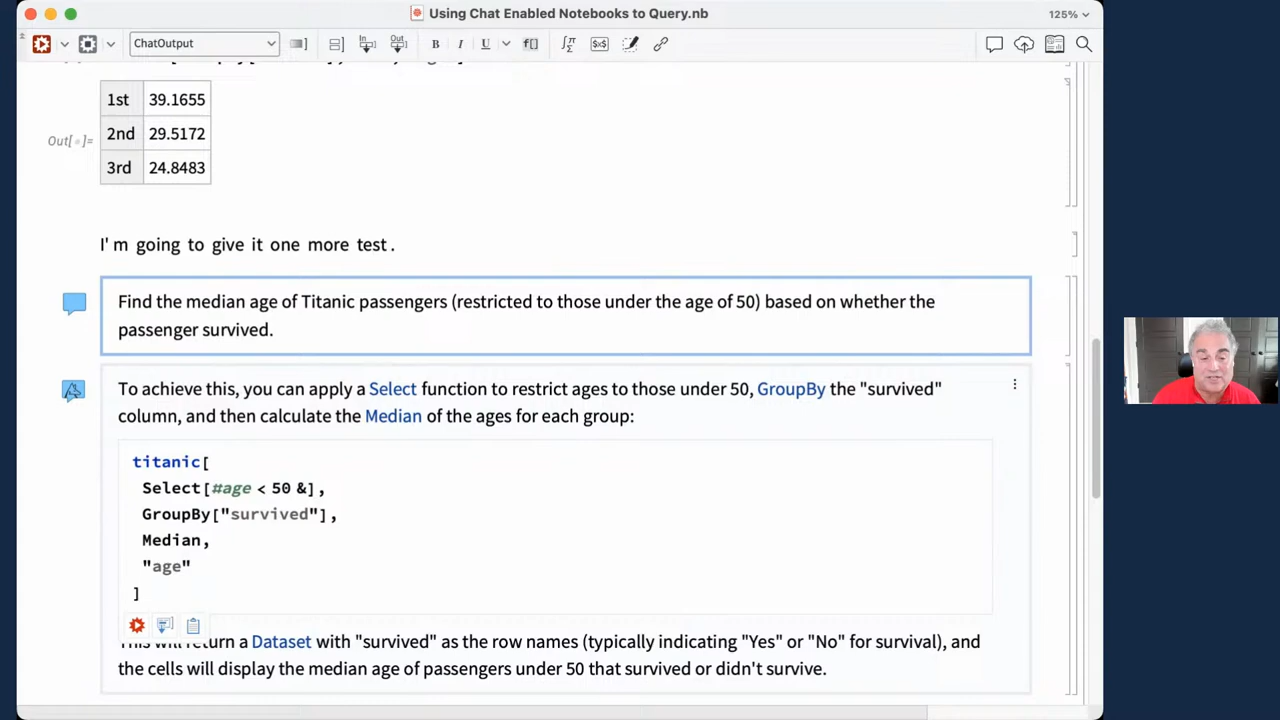 Using Chat Enabled Notebooks to Query.nb
125%
ChatOutput
In
Out
B I U f[]
1st 39.1655
Out[ ]=
2nd 29.5172
3rd 24.8483
I'm going to give it one more test.
Find the median age of Titanic passengers (restricted to those under the age of 50) based on whether the
passenger survived.
To achieve this, you can apply a Select function to restrict ages to those under 50, GroupBy the "survived"
column, and then calculate the Median of the ages for each group:
titanic[
Select[#age < 50 &],
GroupBy["survived"],
Median,
"age"
]
This will return a Dataset with "survived" as the row names (typically indicating "Yes" or "No" for survival), and
the cells will display the median age of passengers under 50 that survived or didn't survive.